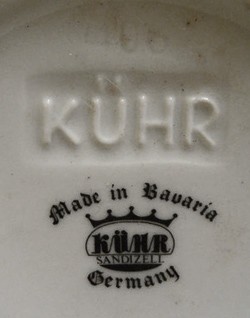 KÜHR
Made in Bavaria
KÜHR
SANDIZELL
Germany